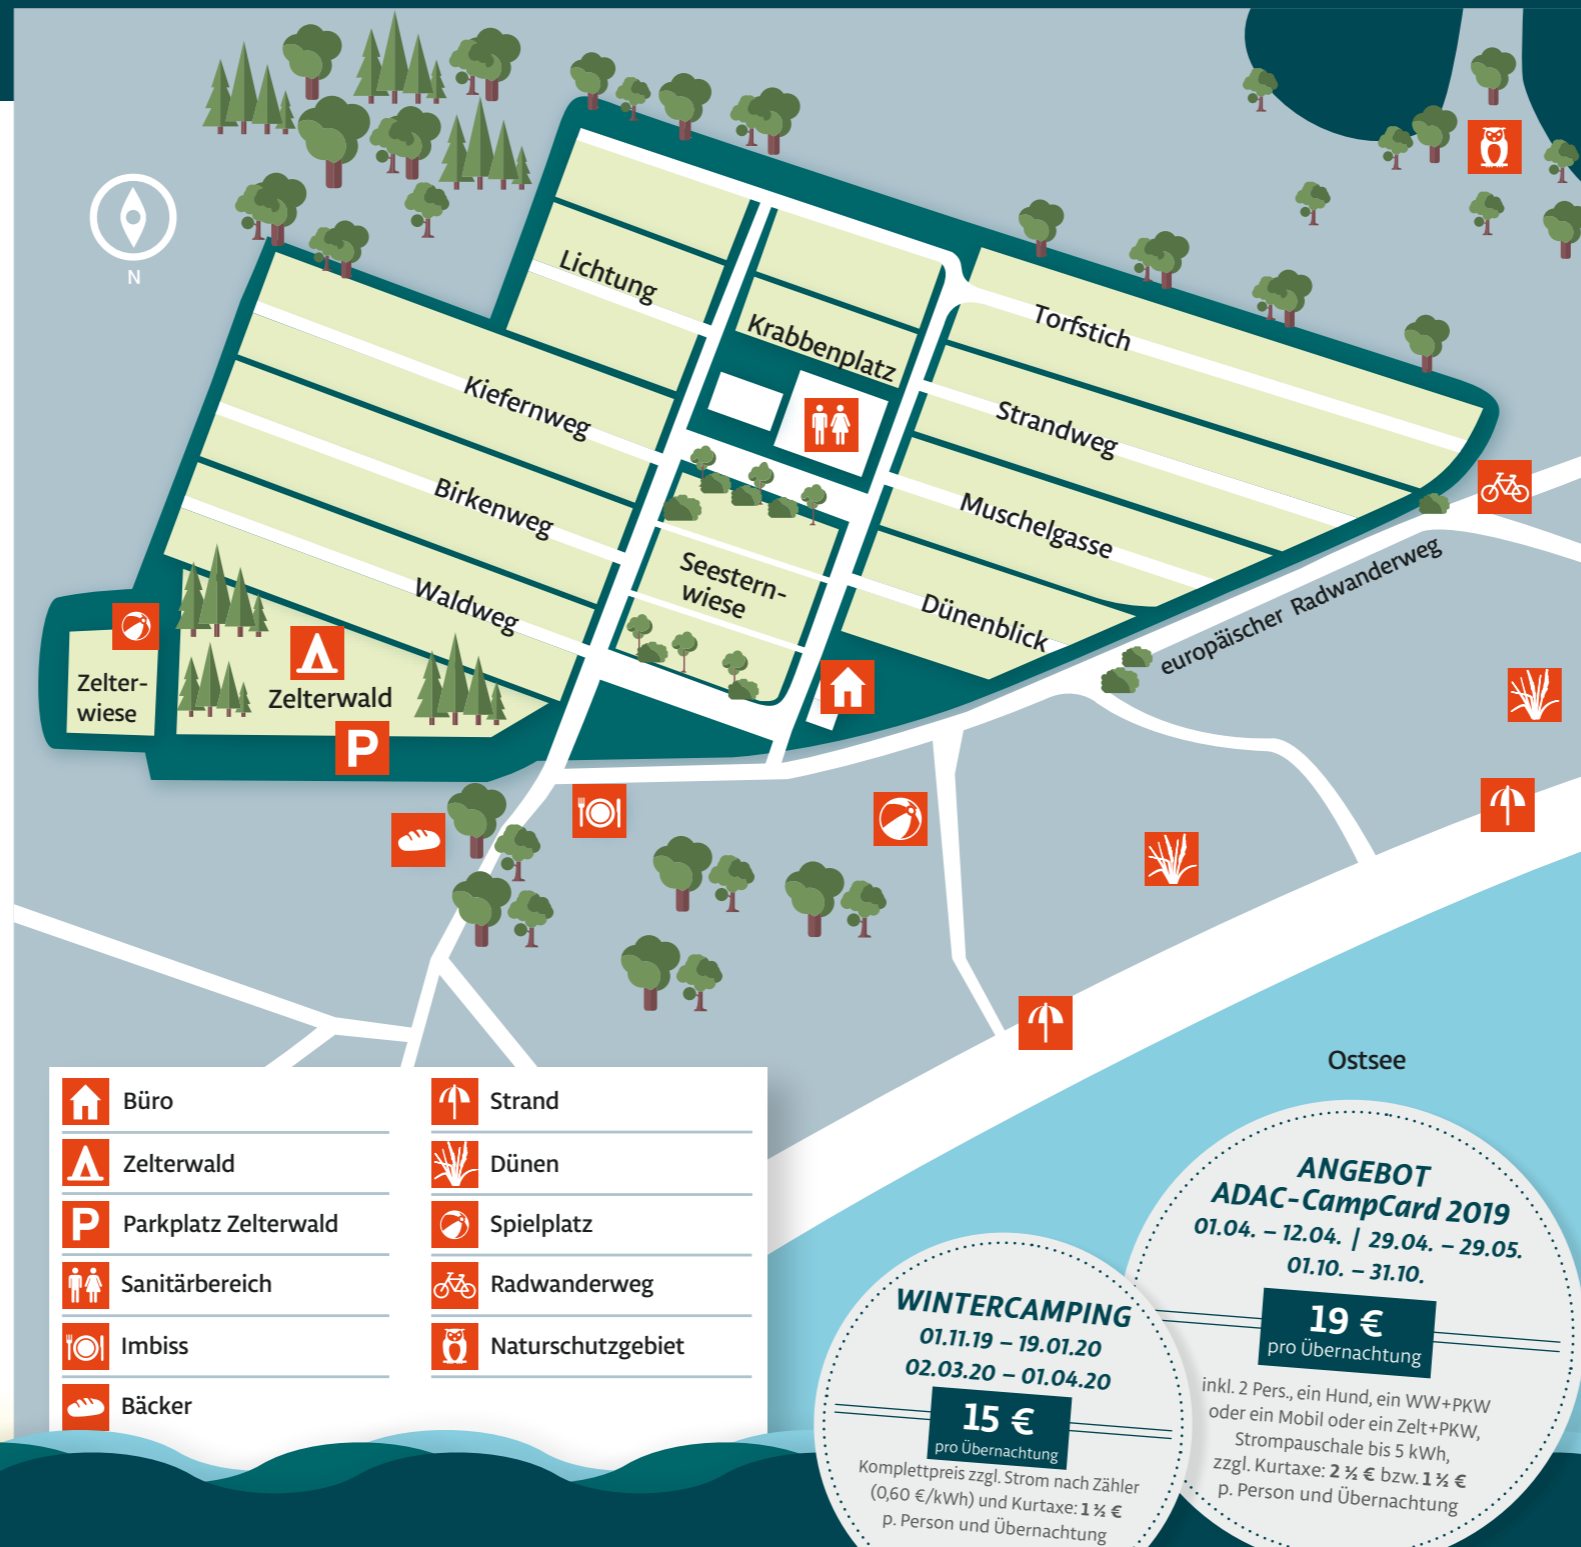 N
Lichtung
Krabbenplatz
Torfstich
Kiefernweg
Strandweg
Birkenweg
Muschelgasse
Seestern-
wiese
Waldweg
Dünenblick
europäischer Radwanderweg
Zelter-
wiese
Zelterwald
P
Ostsee
Büro
Zelterwald
P Parkplatz Zelterwald
Sanitärbereich
Imbiss
Bäcker
Strand
Dünen
Spielplatz
Radwanderweg
Naturschutzgebiet
WINTERCAMPING
01.11.19 – 19.01.20
02.03.20 – 01.04.20
15 €
pro Übernachtung
Komplettpreis zzgl. Strom nach Zähler
(0,60 €/kWh) und Kurtaxe: 1 ½ €
p. Person und Übernachtung
ANGEBOT
ADAC-CampCard 2019
01.04. – 12.04. | 29.04. – 29.05.
01.10. – 31.10.
19 €
pro Übernachtung
inkl. 2 Pers., ein Hund, ein WW+PKW
oder ein Mobil oder ein Zelt+PKW,
Strompauschale bis 5 kWh,
zzgl. Kurtaxe: 2 ½ € bzw. 1 ½ €
p. Person und Übernachtung